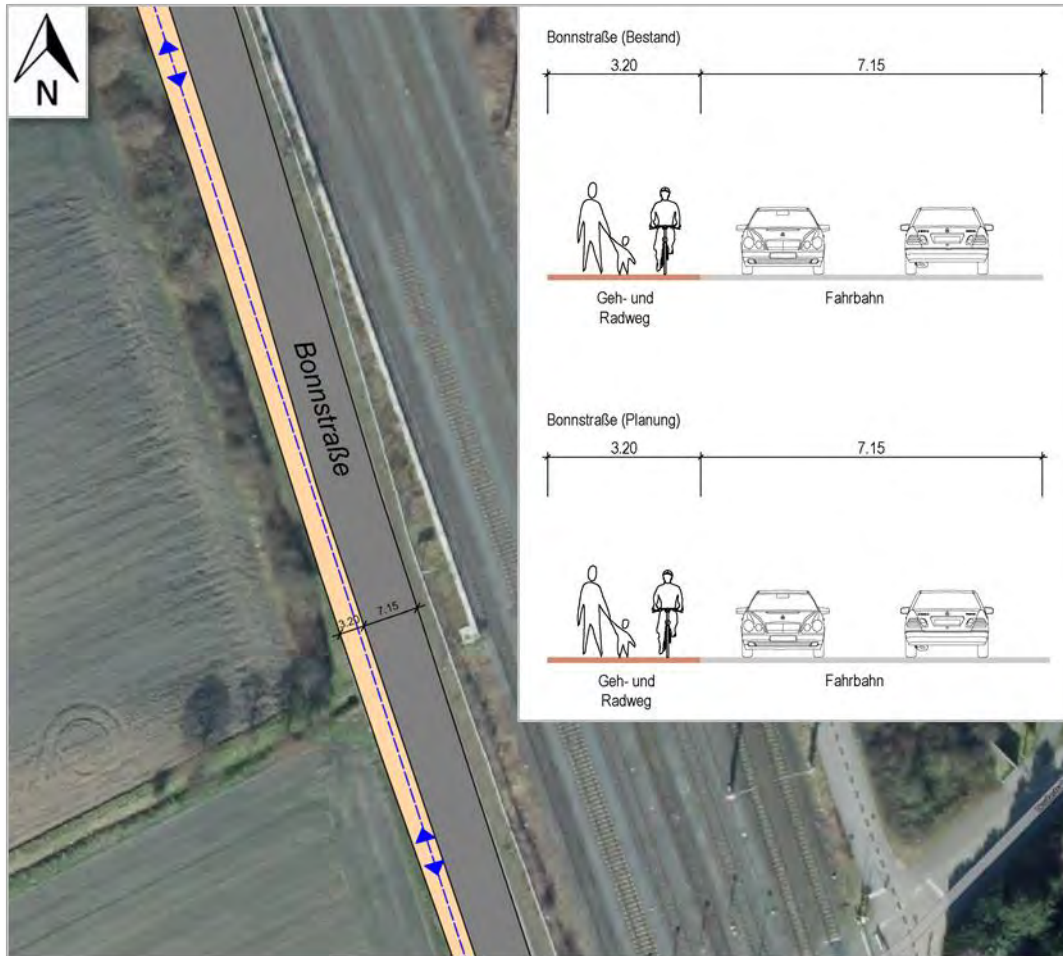 N
Bonnstraße
3.20
7.15
Bonnstraße (Bestand)
3.20 7.15
Geh- und
Radweg
Fahrbahn
Bonnstraße (Planung)
3.20 7.15
Geh- und
Radweg
Fahrbahn